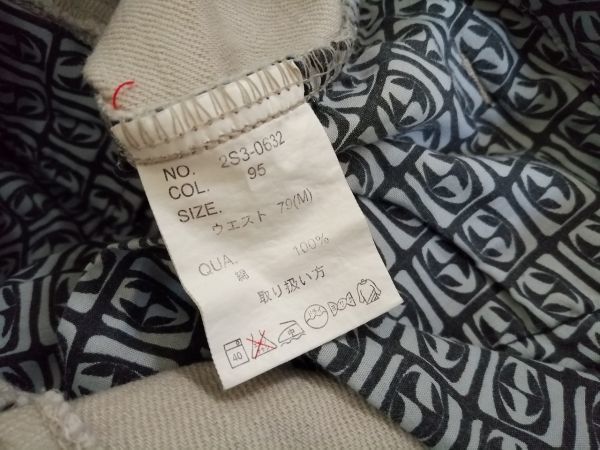 NO. 2S3-0632
COL. 95
SIZE.
ウエスト 79(M)
QUA. 100%
綿
取り扱い方
40